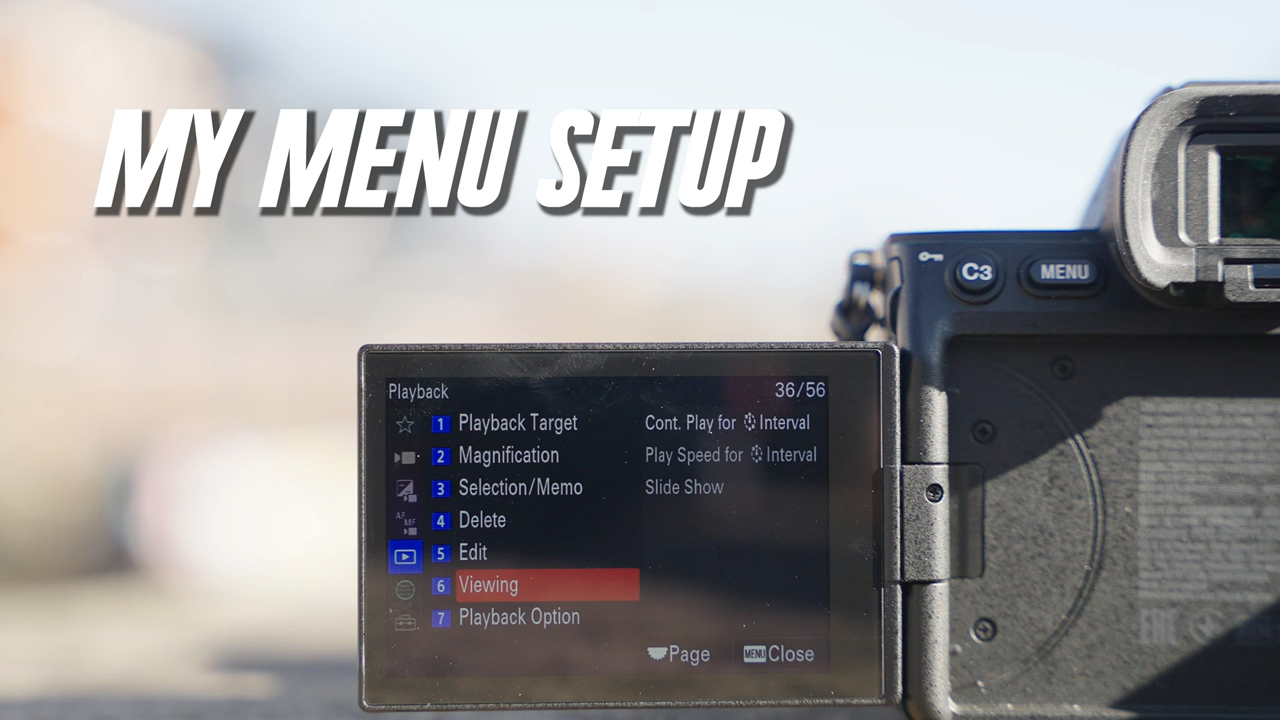 MY MENU SETUP
C3
MENU
Playback 36/56
1 Playback Target
2 Magnification
3 Selection/Memo
4 Delete
5 Edit
6 Viewing
7 Playback Option
Cont. Play for Interval
Play Speed for Interval
Slide Show
AF MF
Page
MENU Close